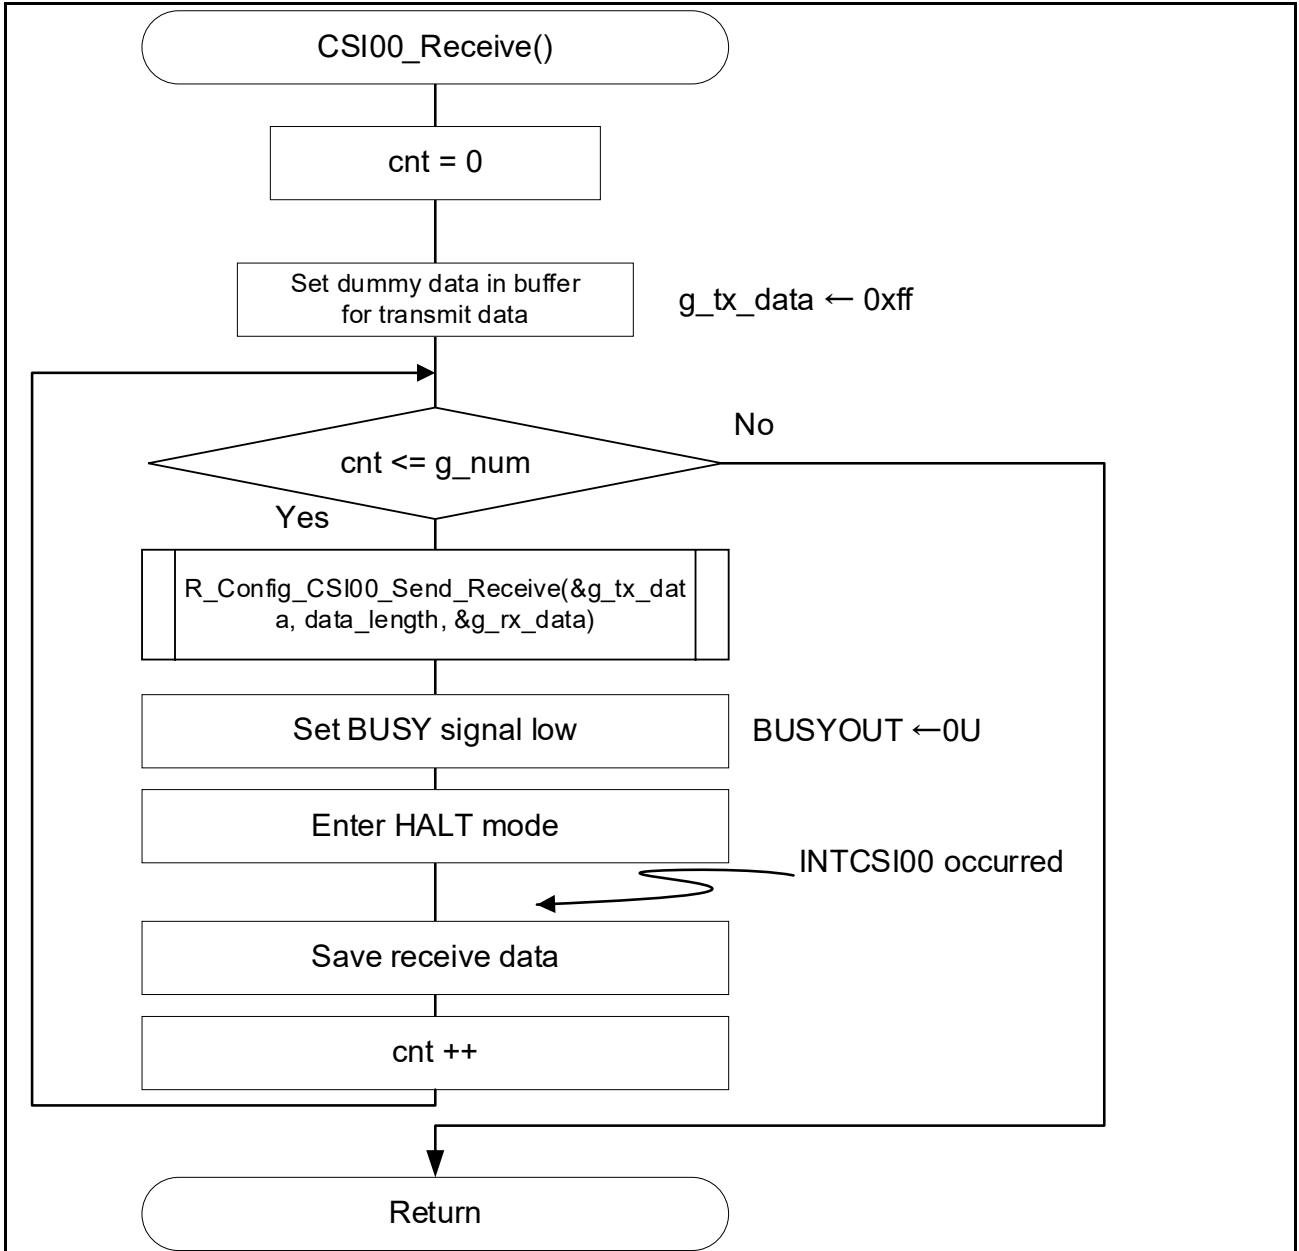 CSI00_Receive()
cnt = 0
Set dummy data in buffer
for transmit data
g_tx_data ← 0xff
No
cnt <= g_num
Yes
R_Config_CSI00_Send_Receive(&g_tx_dat
a, data_length, &g_rx_data)
Set BUSY signal low
BUSYOUT ←0U
Enter HALT mode
INTCSI00 occurred
Save receive data
cnt ++
Return